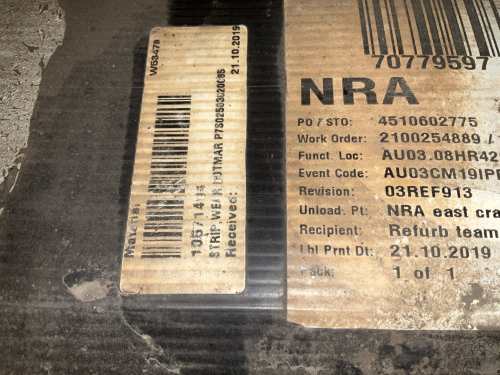 W53478
21.10.2019
Material:
STRIP,WEAR
Received:
70779597
NRA
PO / STO: 4510602775
Work Order: 2100254889 /
Funct. Loc: AU03.08HR42
Event Code: AU03CM19IPF
Revision: 03REF913
Unload. Pt: NRA east cra
Recipient: Refurb team
Lbl Prnt Dt: 21.10.2019
Pack: 1 of 1